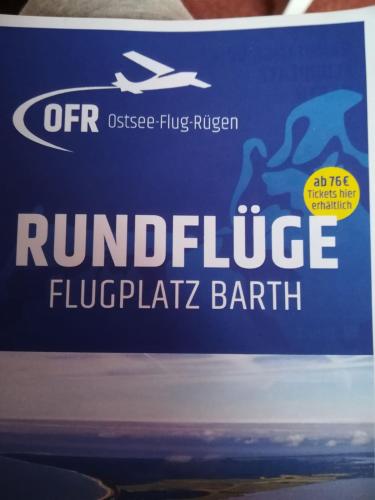 OFR Ostsee-Flug-Rügen
ab 76 €
Tickets hier
erhältlich
RUNDFLÜGE
FLUGPLATZ BARTH